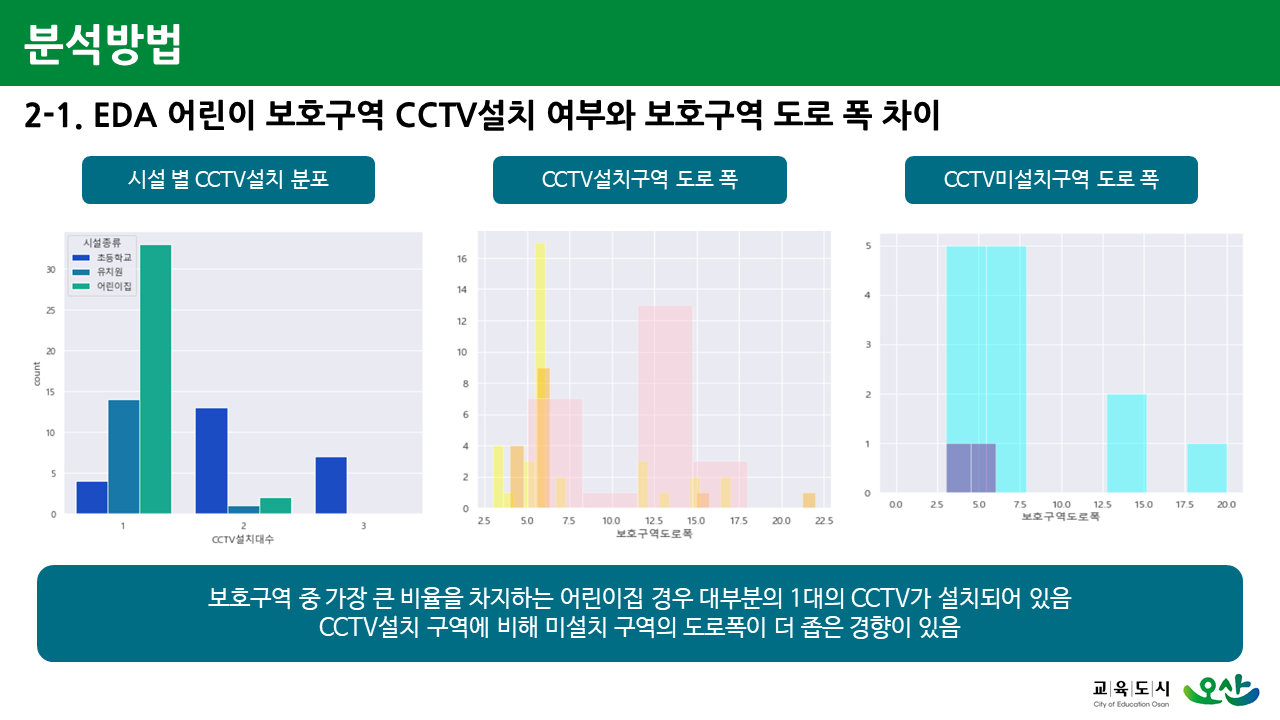 분석방법
2-1. EDA 어린이 보호구역 CCTV설치 여부와 보호구역 도로 폭 차이
시설 별 CCTV설치 분포
CCTV설치구역 도로 폭
CCTV미설치구역 도로 폭
시설종류
초등학교
유치원
어린이집
30
25
20
15
10
5
0
count
1 2 3
CCTV설치대수
16
14
12
10
8
6
4
2
0
2.5 5.0 7.5 10.0 12.5 15.0 17.5 20.0 22.5
보호구역도로폭
5
4
3
2
1
0
0.0 2.5 5.0 7.5 10.0 12.5 15.0 17.5 20.0
보호구역도로폭
보호구역 중 가장 큰 비율을 차지하는 어린이집 경우 대부분의 1대의 CCTV가 설치되어 있음
CCTV설치 구역에 비해 미설치 구역의 도로폭이 더 좁은 경향이 있음
교|육|도|시
City of Education Osan
오산